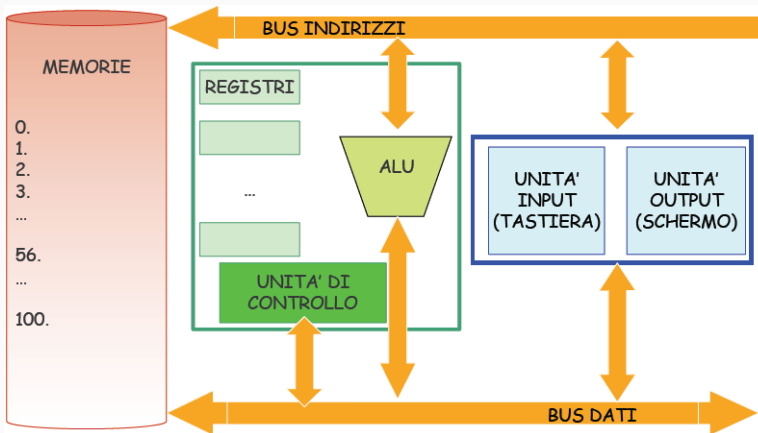 BUS INDIRIZZI
MEMORIE
0.
1.
2.
3.
...
56.
...
100.
REGISTRI
...
ALU
UNITA' DI
CONTROLLO
UNITA'
INPUT
(TASTIERA)
UNITA'
OUTPUT
(SCHERMO)
BUS DATI